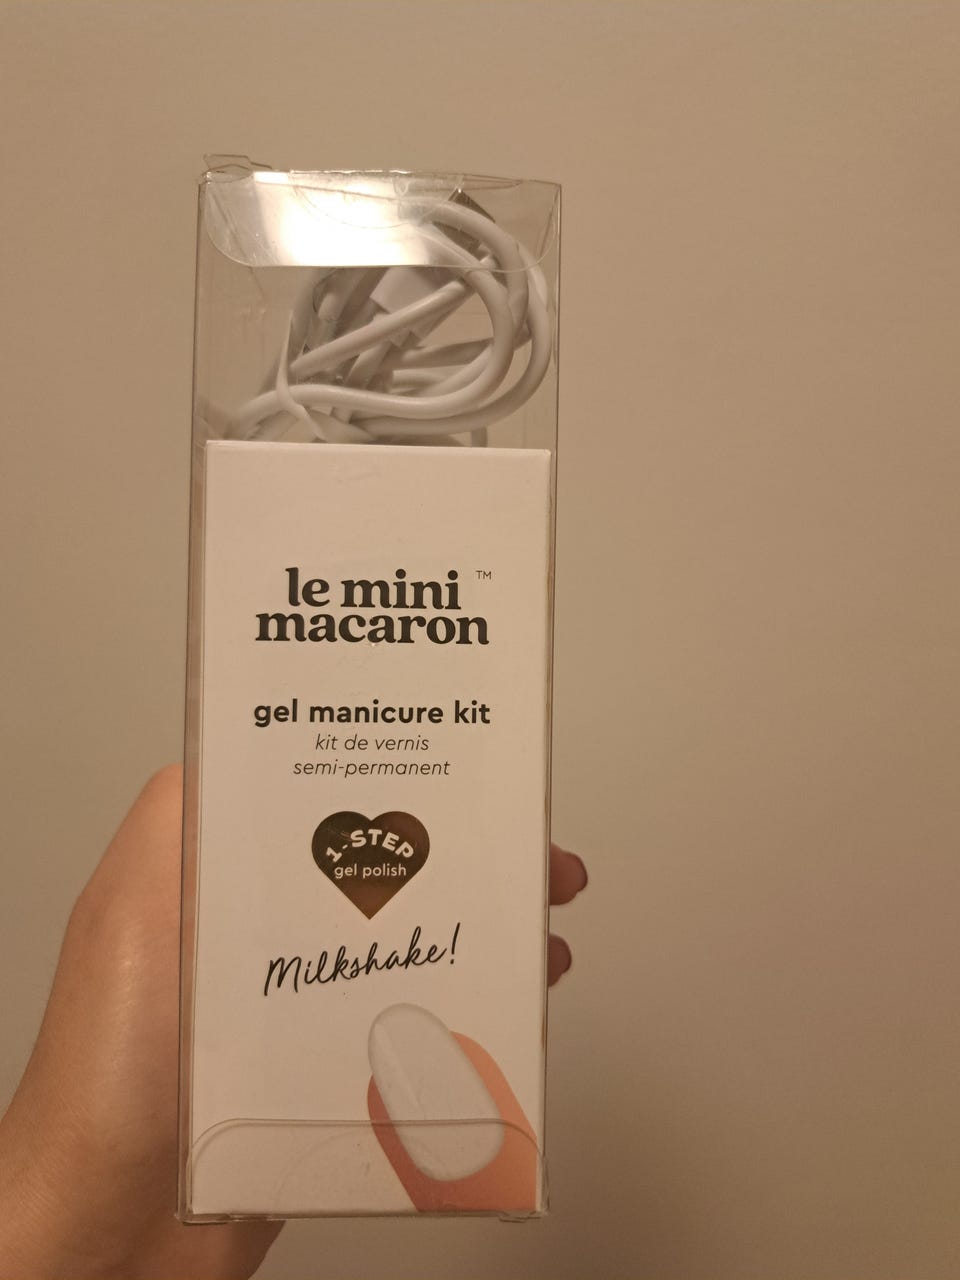 le mini ™
macaron
gel manicure kit
kit de vernis
semi-permanent
1-STEP
gel polish
Milkshake!